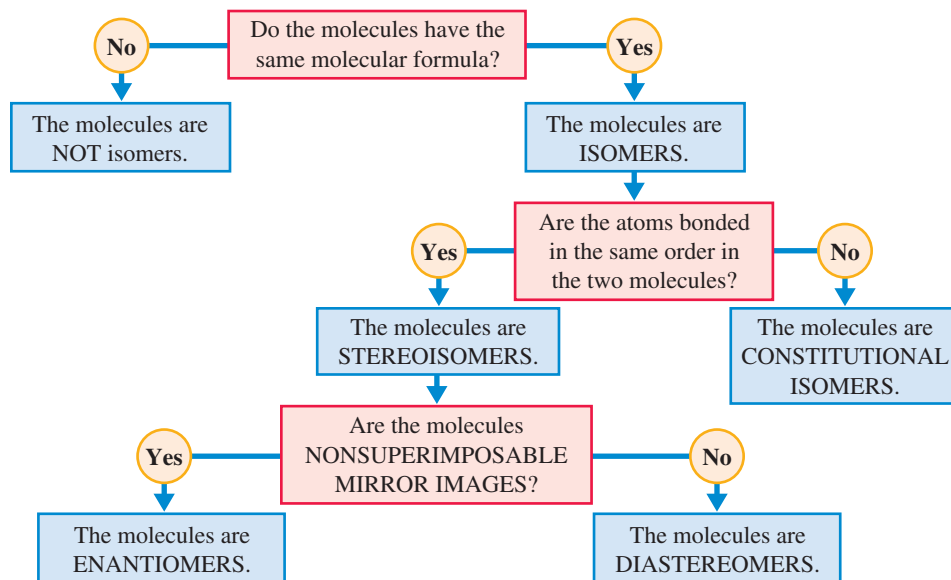 Do the molecules have the
same molecular formula?
No
Yes
The molecules are
NOT isomers.
The molecules are
ISOMERS.
Are the atoms bonded
in the same order in
the two molecules?
Yes
No
The molecules are
STEREOISOMERS.
The molecules are
CONSTITUTIONAL
ISOMERS.
Are the molecules
NONSUPERIMPOSABLE
MIRROR IMAGES?
Yes
No
The molecules are
ENANTIOMERS.
The molecules are
DIASTEREOMERS.